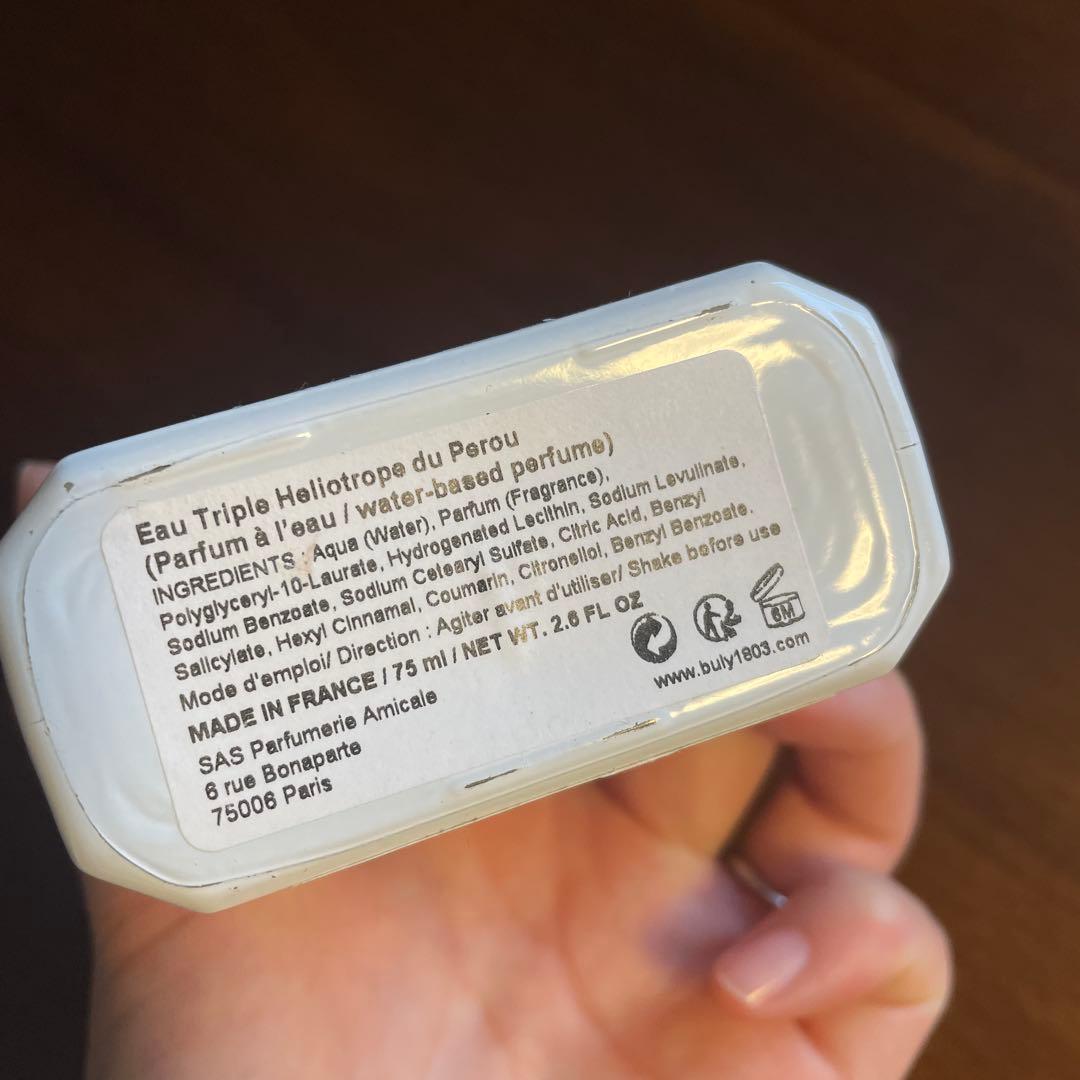 Eau Triple Heliotrope du Perou
(Parfum à l'eau / water-based perfume)
INGREDIENTS : Aqua (Water), Parfum (Fragrance),
Polyglyceryl-10-Laurate, Hydrogenated Lecithin, Sodium Levulinate,
Sodium Benzoate, Sodium Cetearyl Sulfate, Citric Acid, Benzyl
Salicylate, Hexyl Cinnamal, Coumarin, Citronellol, Benzyl Benzoate.
Mode d'emploi/ Direction : Agiter avant d'utiliser/ Shake before use
MADE IN FRANCE / 75 ml / NET WT. 2.6 FL OZ
SAS Parfumerie Amicale
6 rue Bonaparte
75006 Paris
6M
www.buly1803.com